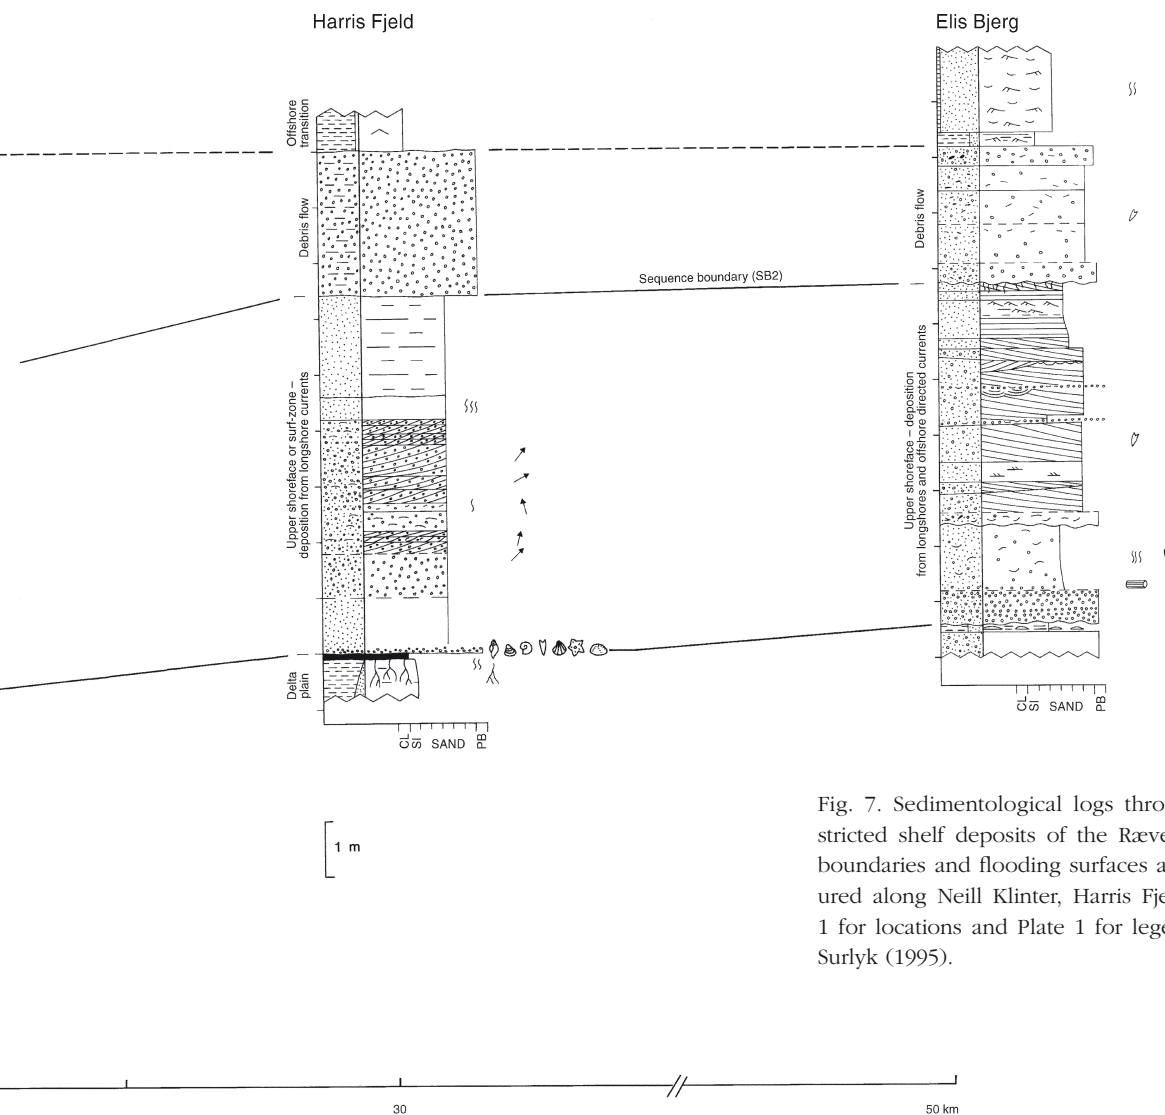 Harris Fjeld
Elis Bjerg
Offshore
transition
Debris flow
Upper shoreface or surf-zone –
deposition from longshore currents
Delta
plain
CL
SI
SAND
PB
Sequence boundary (SB2)
Debris flow
Upper shoreface – deposition
from longshores and offshore directed currents
CL
SI
SAND
PB
1 m
Fig. 7. Sedimentological logs thro
stricted shelf deposits of the Ræve
boundaries and flooding surfaces a
ured along Neill Klinter, Harris Fje
1 for locations and Plate 1 for lege
Surlyk (1995).
30
50 km